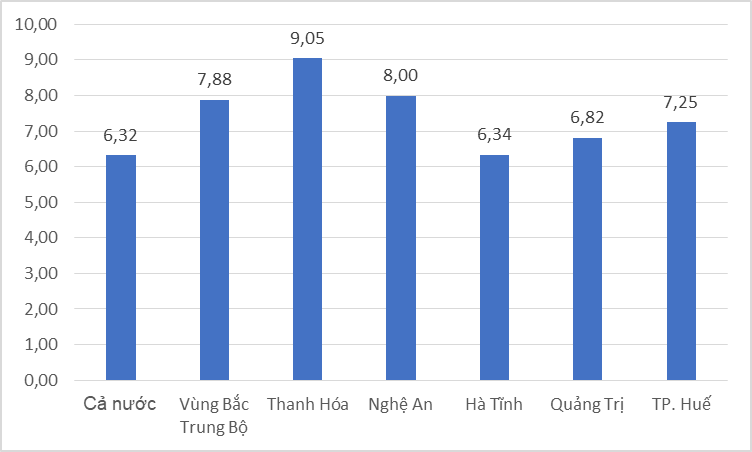 10,00
9,00
8,00
7,00
6,00
5,00
4,00
3,00
2,00
1,00
0,00
6,32
7,88
9,05
8,00
6,34
6,82
7,25
Cả nước
Vùng Bắc
Trung Bộ
Thanh Hóa
Nghệ An
Hà Tĩnh
Quảng Trị
TP. Huế